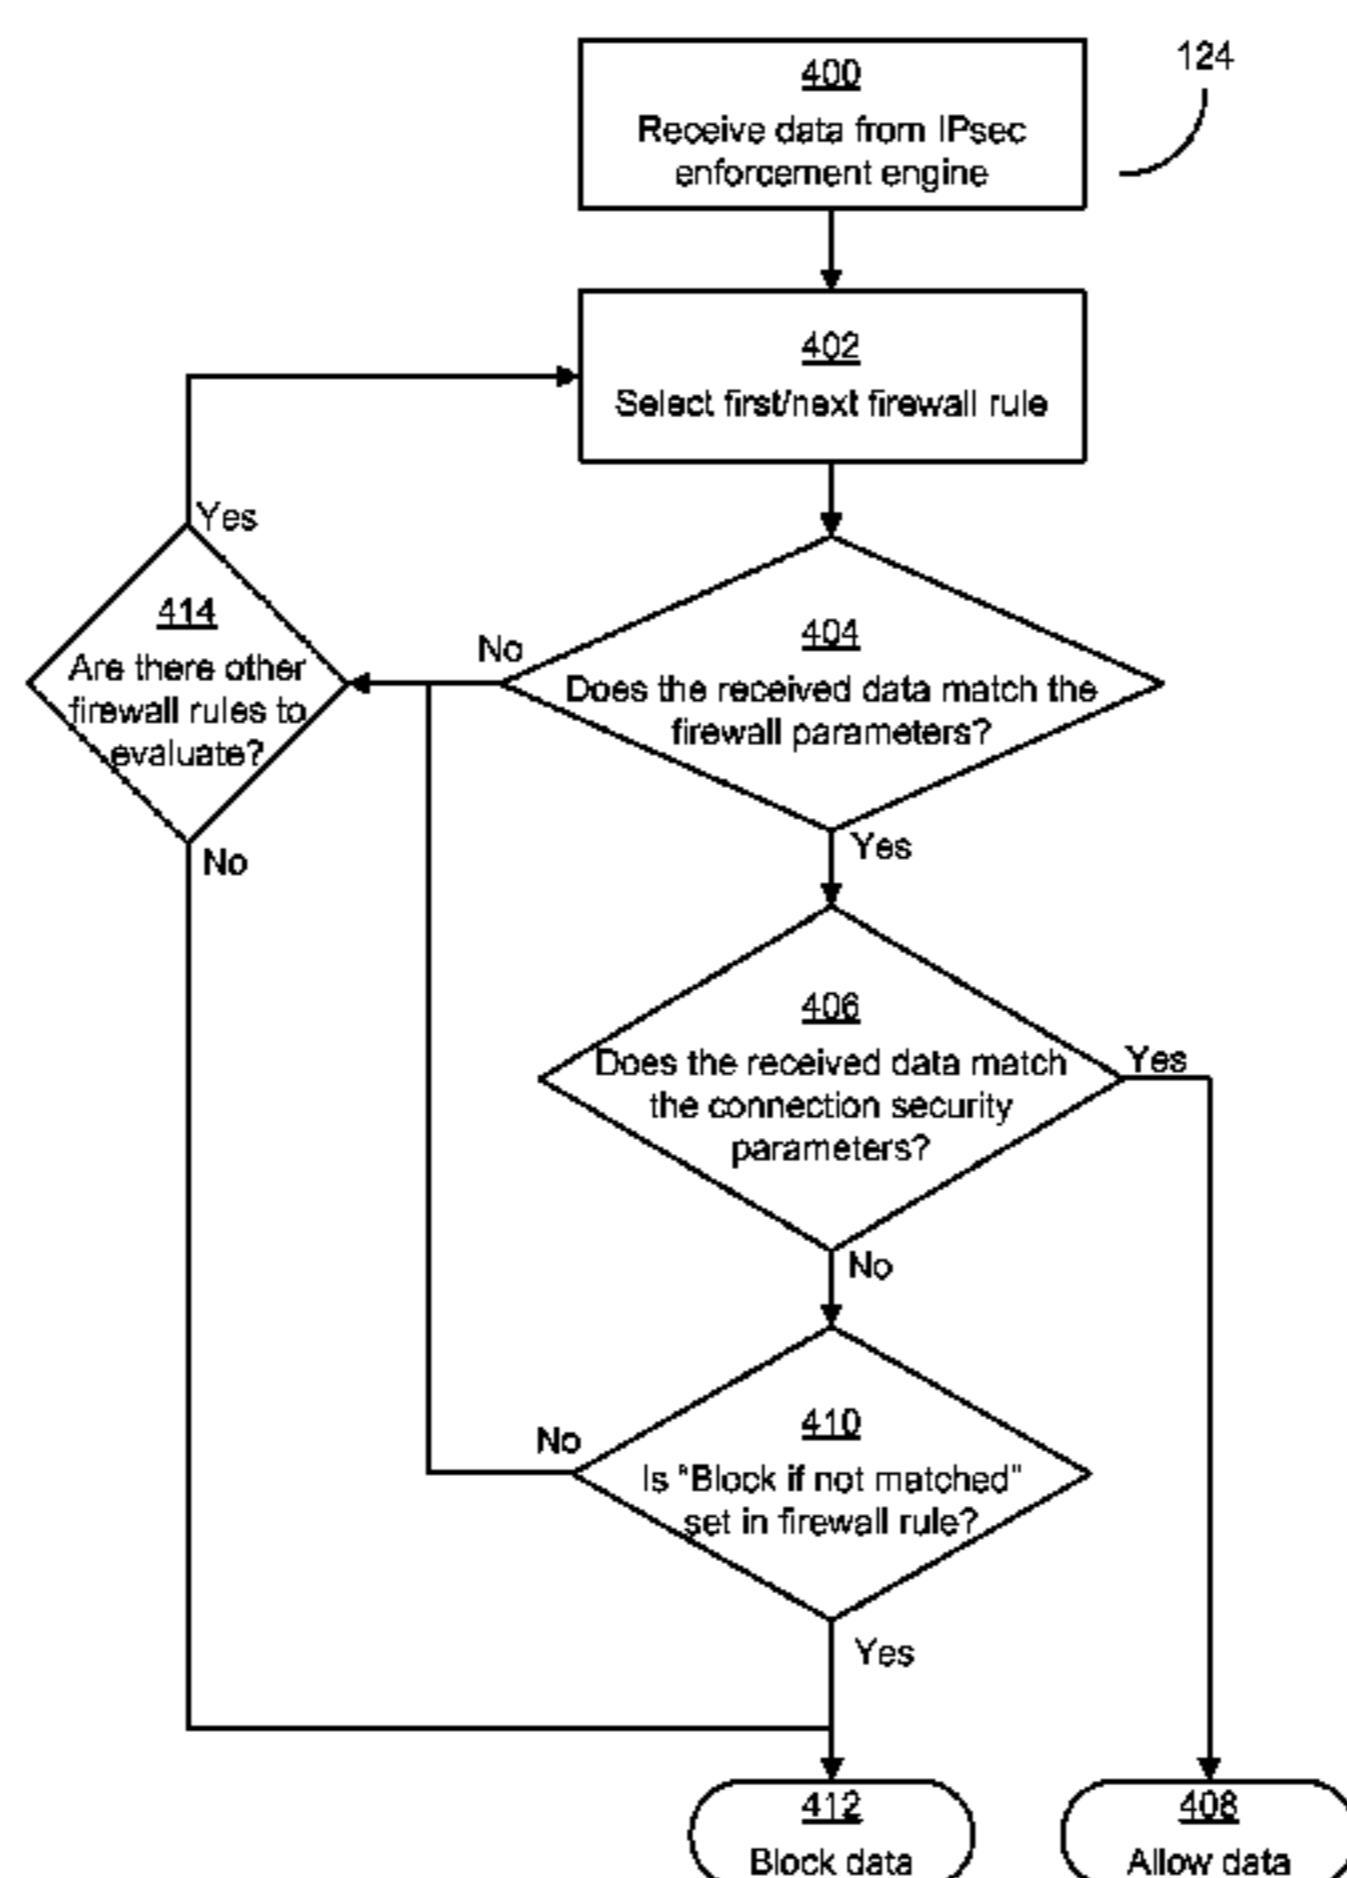 400
Receive data from IPsec
enforcement engine
124
402
Select first/next firewall rule
Yes
414
Are there other
firewall rules to
evaluate?
No
No
404
Does the received data match the
firewall parameters?
Yes
406
Does the received data match
the connection security
parameters?
Yes
No
410
Is "Block if not matched"
set in firewall rule?
No
Yes
412
Block data
408
Allow data